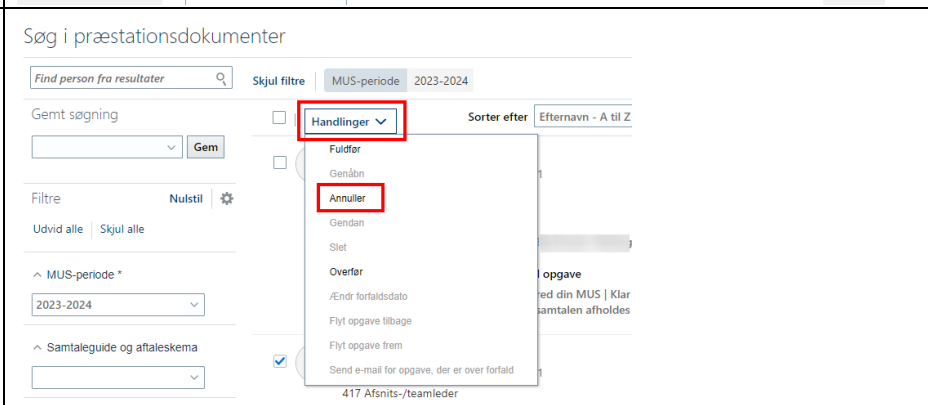 Søg i præstationsdokumenter
Find person fra resultater
Skjul filtre
MUS-periode 2023-2024
Gemt søgning
Handlinger
Sorter efter
Efternavn - A til Z
Gem
Fuldfør
Genåbn
Filtre
Nulstil
Annuller
Gendan
Udvid alle
Skjul alle
Slet
MUS-periode *
Overfør
opgave
2023-2024
Ændr forfaldsdato
red din MUS | Klar
samtalen afholdes
Flyt opgave tilbage
Samtaleguide og aftaleskema
Flyt opgave frem
Send e-mail for opgave, der er over forfald
417 Afsnits-/teamleder